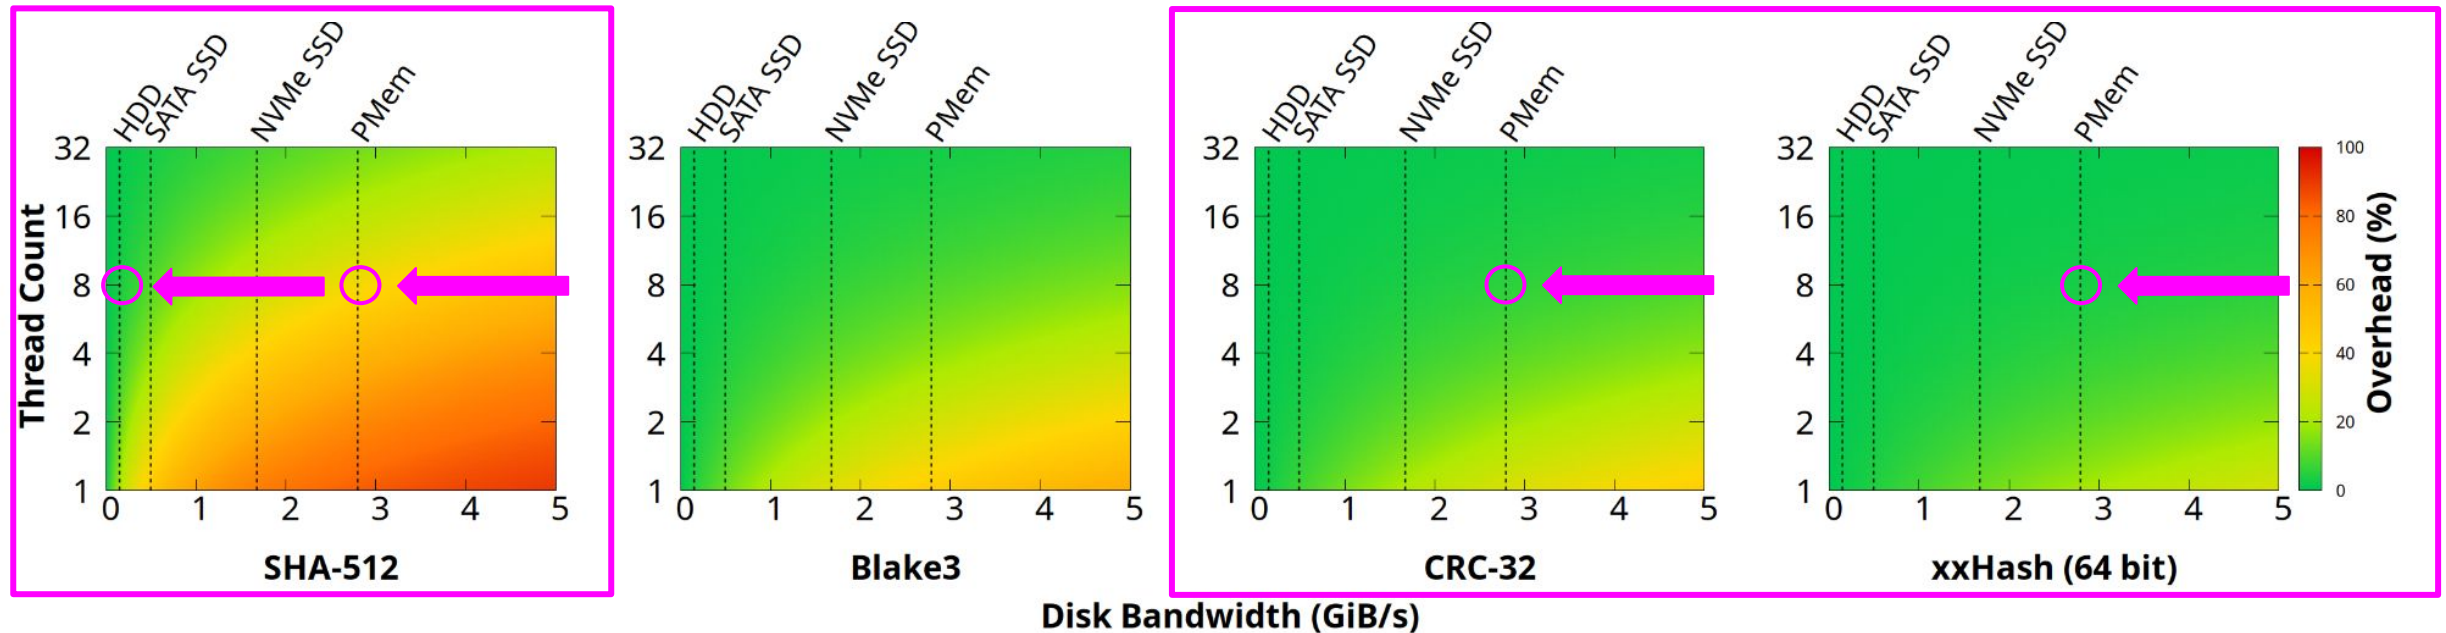 HDD SATA SSD NVMe SSD PMem
HDD SATA SSD NVMe SSD PMem
HDD SATA SSD NVMe SSD PMem
HDD SATA SSD NVMe SSD PMem
Thread Count
32
16
8
4
2
1
0 1 2 3 4 5
SHA-512
32
16
8
4
2
1
0 1 2 3 4 5
Blake3
32
16
8
4
2
1
0 1 2 3 4 5
CRC-32
32
16
8
4
2
1
0 1 2 3 4 5
xxHash (64 bit)
100
80
60
40
20
0
Overhead (%)
Disk Bandwidth (GiB/s)